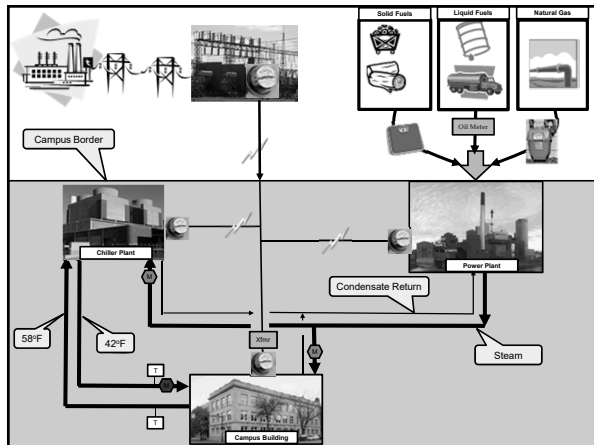 Solid Fuels
Liquid Fuels
Natural Gas
Oil Meter
Campus Border
Chiller Plant
Power Plant
Condensate Return
M
58ºF
42ºF
Xfmr
M
Steam
T
M
T
Campus Building